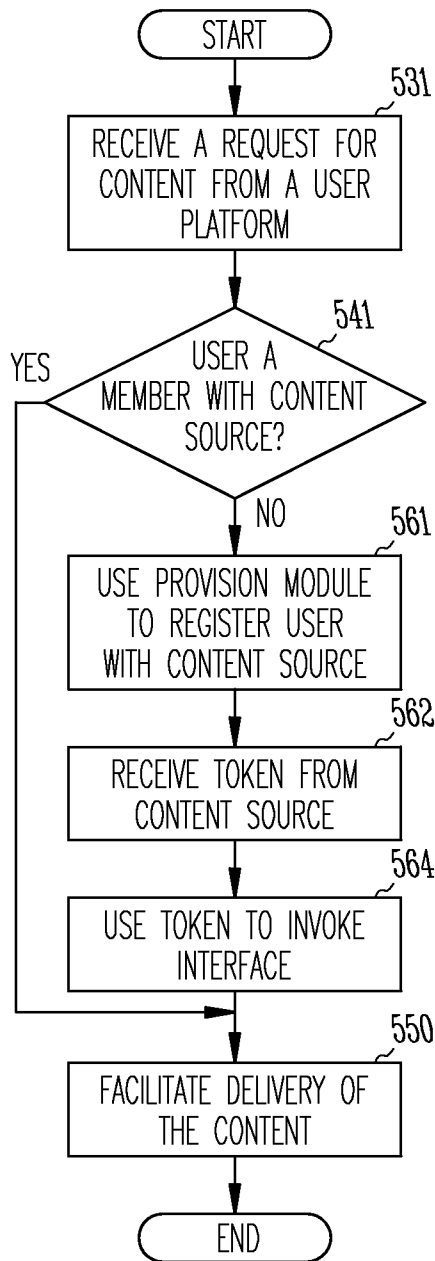 START
531
RECEIVE A REQUEST FOR
CONTENT FROM A USER
PLATFORM
541
YES
USER A
MEMBER WITH CONTENT
SOURCE?
NO
561
USE PROVISION MODULE
TO REGISTER USER
WITH CONTENT SOURCE
562
RECEIVE TOKEN FROM
CONTENT SOURCE
564
USE TOKEN TO INVOKE
INTERFACE
550
FACILITATE DELIVERY OF
THE CONTENT
END